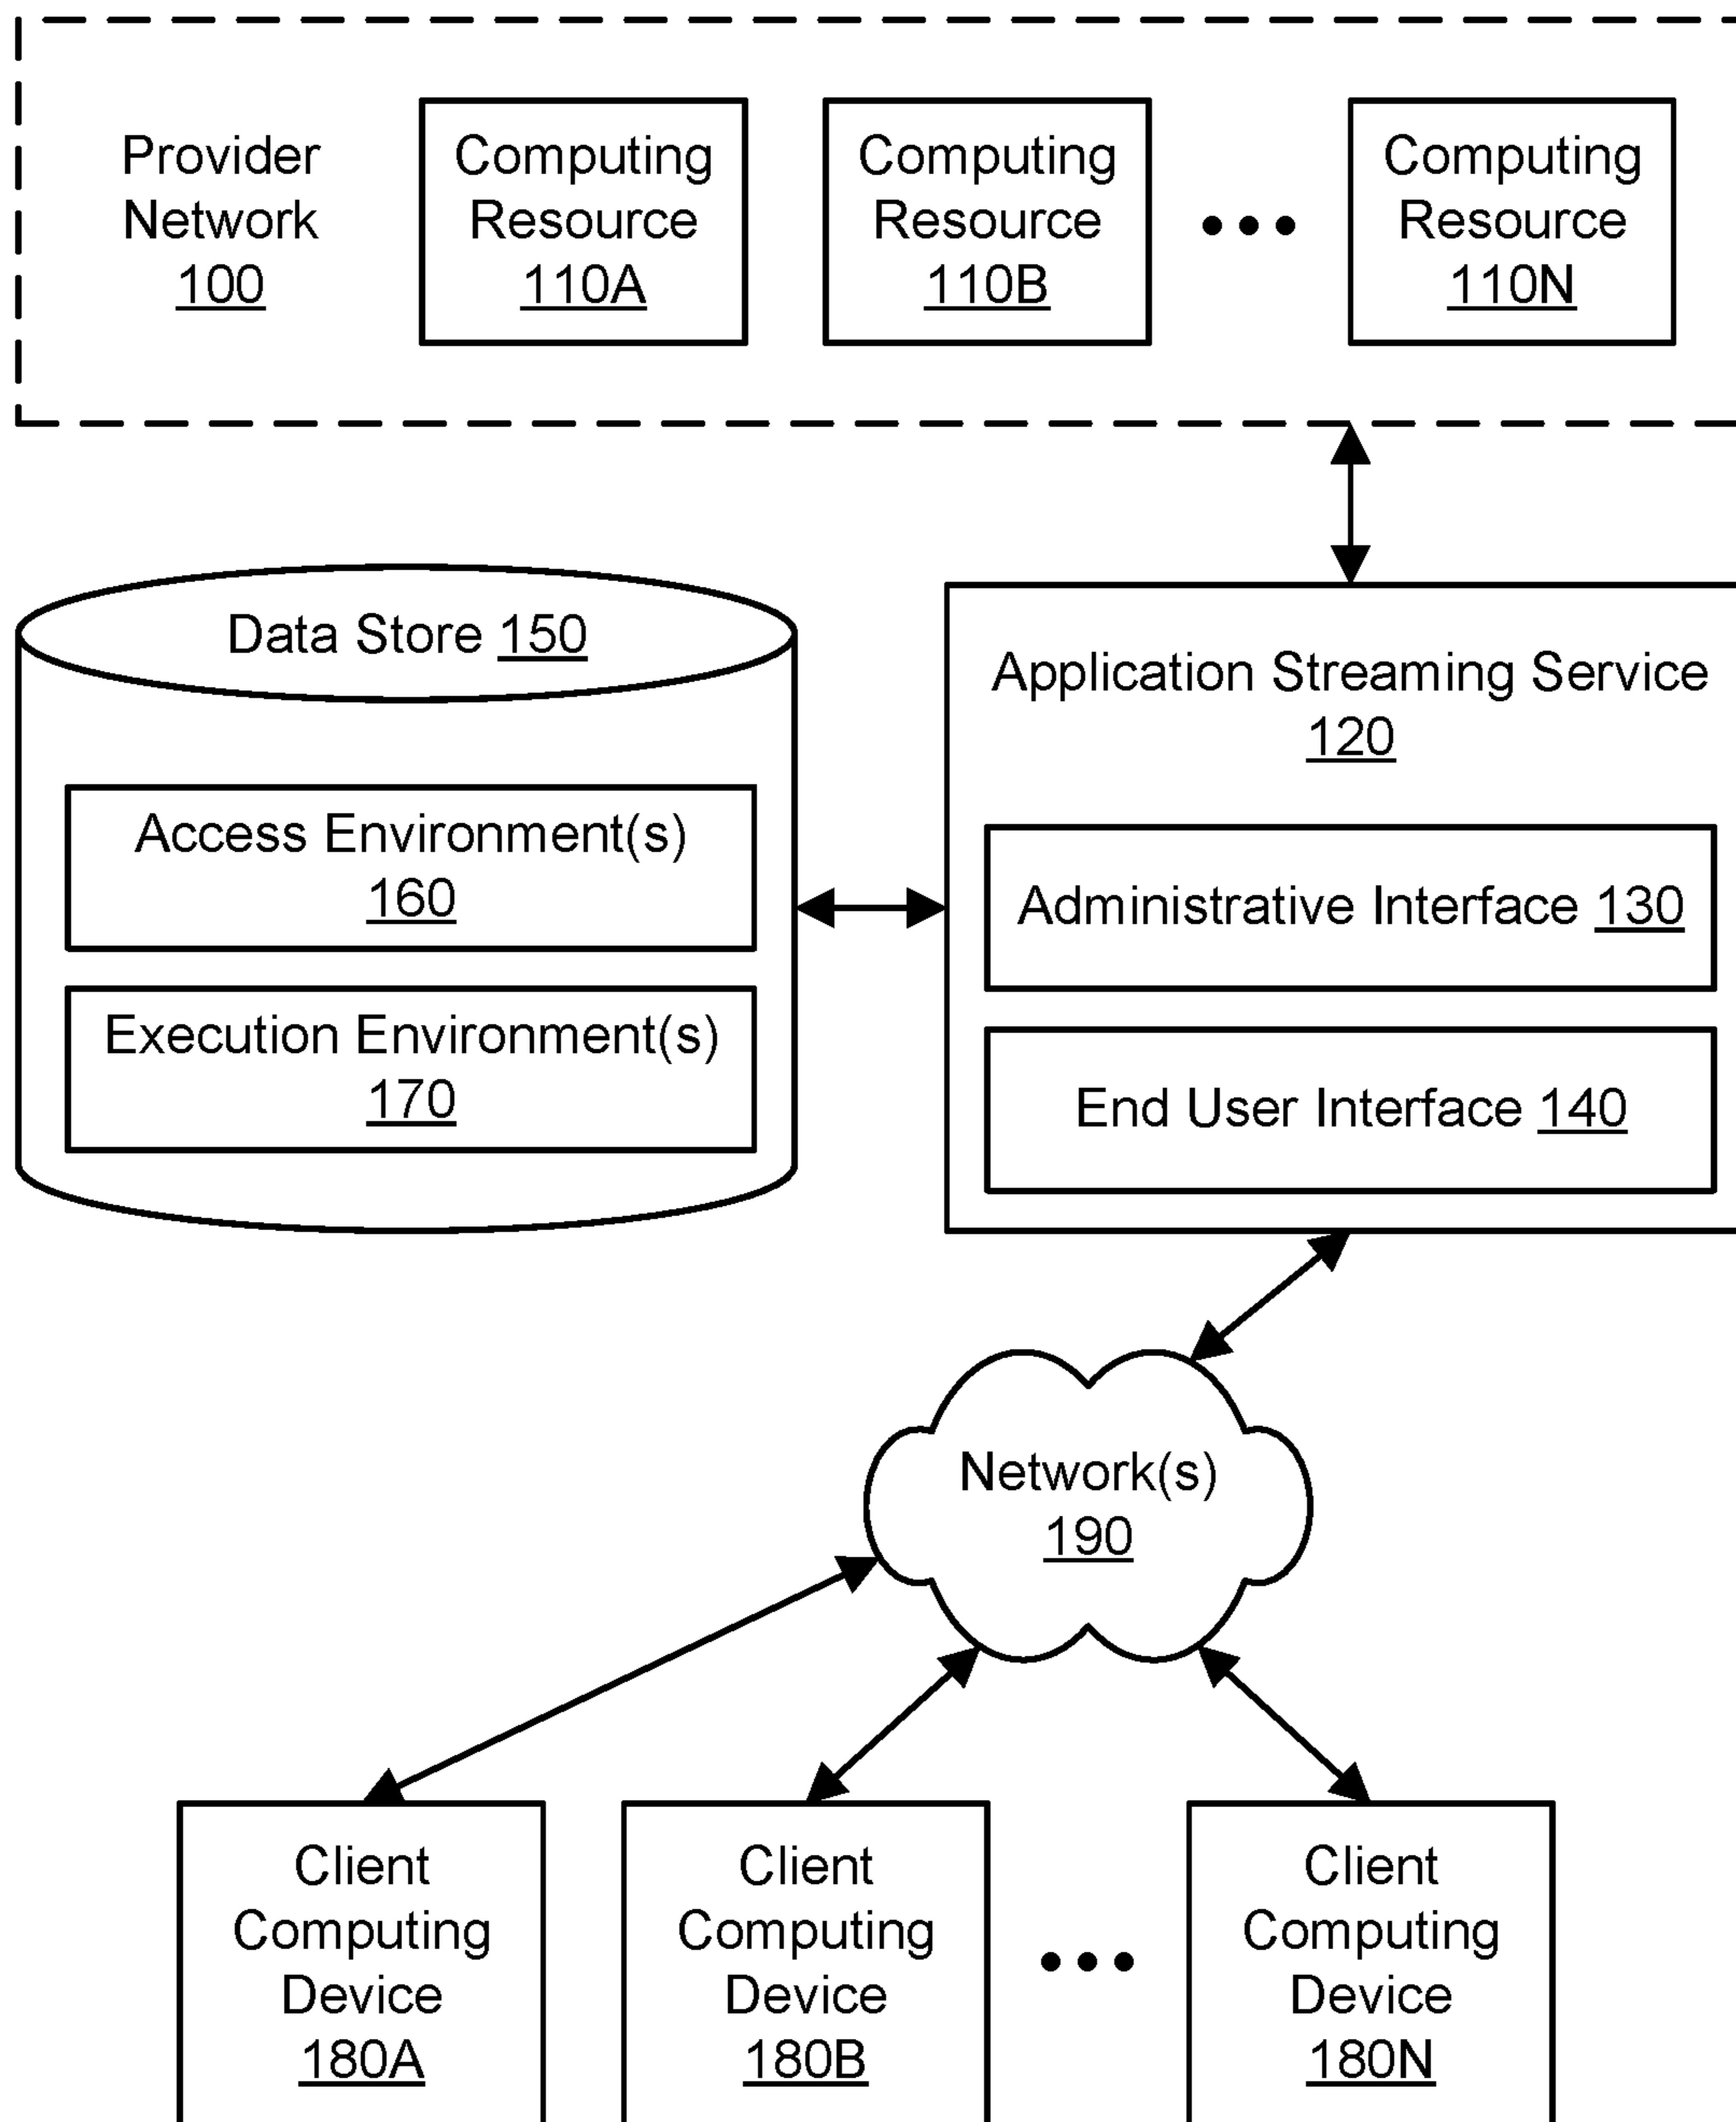 Provider
Network
100
Computing
Resource
110A
Computing
Resource
110B
Computing
Resource
110N
Data Store 150
Access Environment(s)
160
Execution Environment(s)
170
Application Streaming Service
120
Administrative Interface 130
End User Interface 140
Network(s)
190
Client
Computing
Device
180A
Client
Computing
Device
180B
Client
Computing
Device
180N